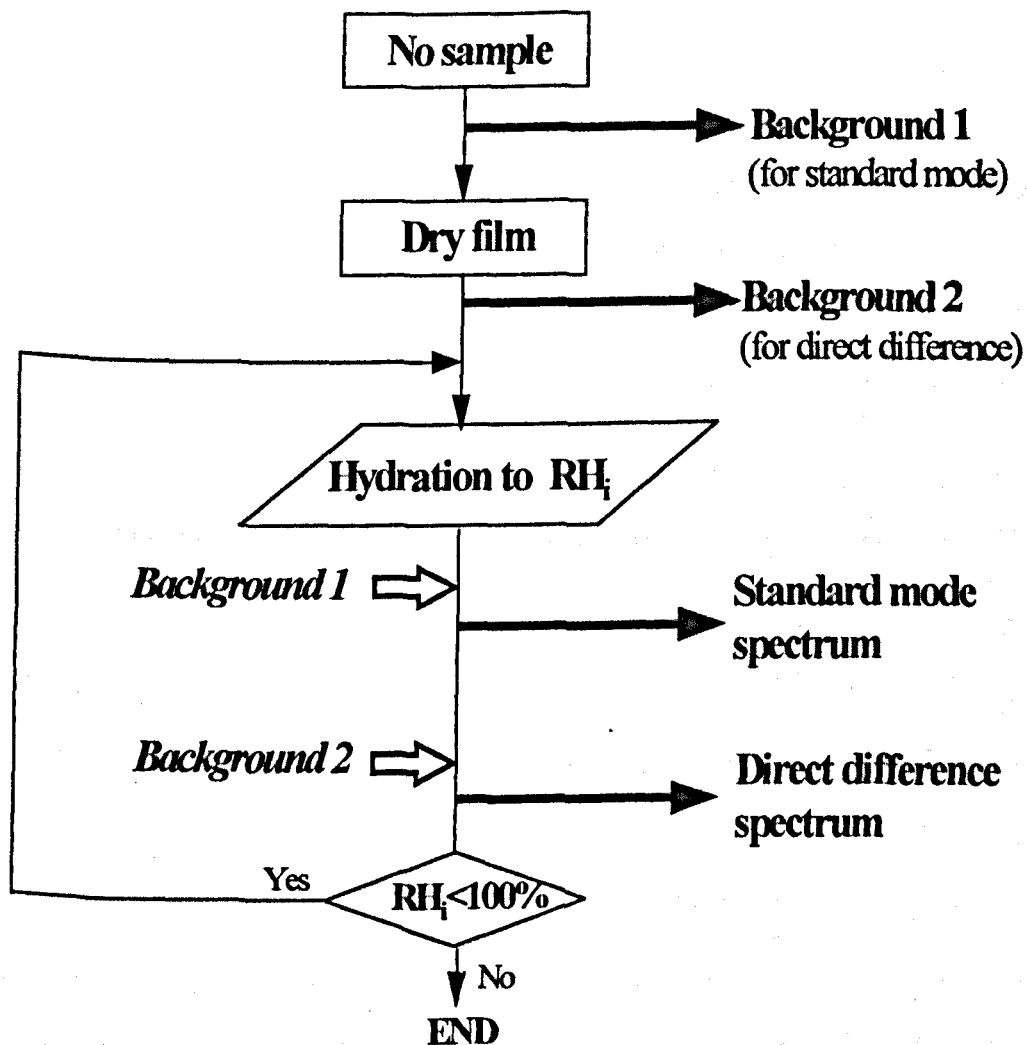 No sample
Background 1
(for standard mode)
Dry film
Background 2
(for direct difference)
Hydration to RHi
Background 1
Standard mode
spectrum
Background 2
Direct difference
spectrum
Yes
RHi<100%
No
END